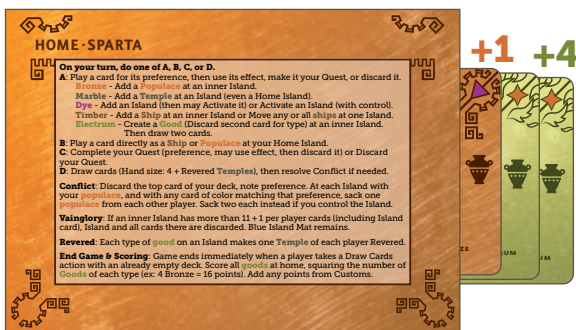 HOME·SPARTA
+1
+4
On your turn, do one of A, B, C, or D.
A: Play a card for its preference, then use its effect, make it your Quest, or discard it.
Bronze - Add a Populace at an inner Island.
Marble - Add a Temple at an Island (even a Home Island).
Dye - Add an Island (then may Activate it) or Activate an Island (with control).
Timber - Add a Ship at an inner Island or Move any or all ships at one Island.
Electrum - Create a Good (Discard second card for type) at an inner Island.
Then draw two cards.
B: Play a card directly as a Ship or Populace at your Home Island.
C: Complete your Quest (preference, may use effect, then discard it) or Discard
your Quest.
D: Draw cards (Hand size: 4 + Revered Temples), then resolve Conflict if needed.
Conflict: Discard the top card of your deck, note preference. At each Island with
your populace, and with any card of color matching that preference, sack one
populace from each other player. Sack two each instead if you control the Island.
Vainglory: If an inner Island has more than 11 + 1 per player cards (including Island
card), Island and all cards there are discarded. Blue Island Mat remains.
Revered: Each type of good on an Island makes one Temple of each player Revered.
End Game & Scoring: Game ends immediately when a player takes a Draw Cards
action with an already empty deck. Score all goods at home, squaring the number of
Goods of each type (ex: 4 Bronze = 16 points). Add any points from Customs.
ZE
UM
UM